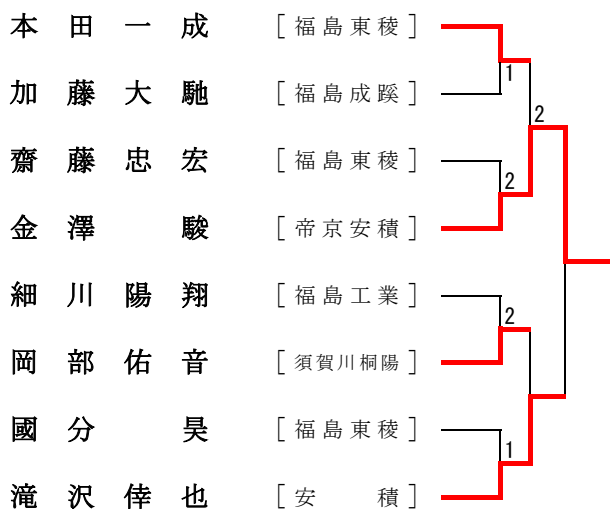 本田一成 [福島東稜]
1
加藤大馳 [福島成蹊]
2
齋藤忠宏 [福島東稜]
2
金澤駿 [帝京安積]
細川陽翔 [福島工業]
2
岡部佑音 [須賀川桐陽]
國分昊 [福島東稜]
1
滝沢倖也 [安積]